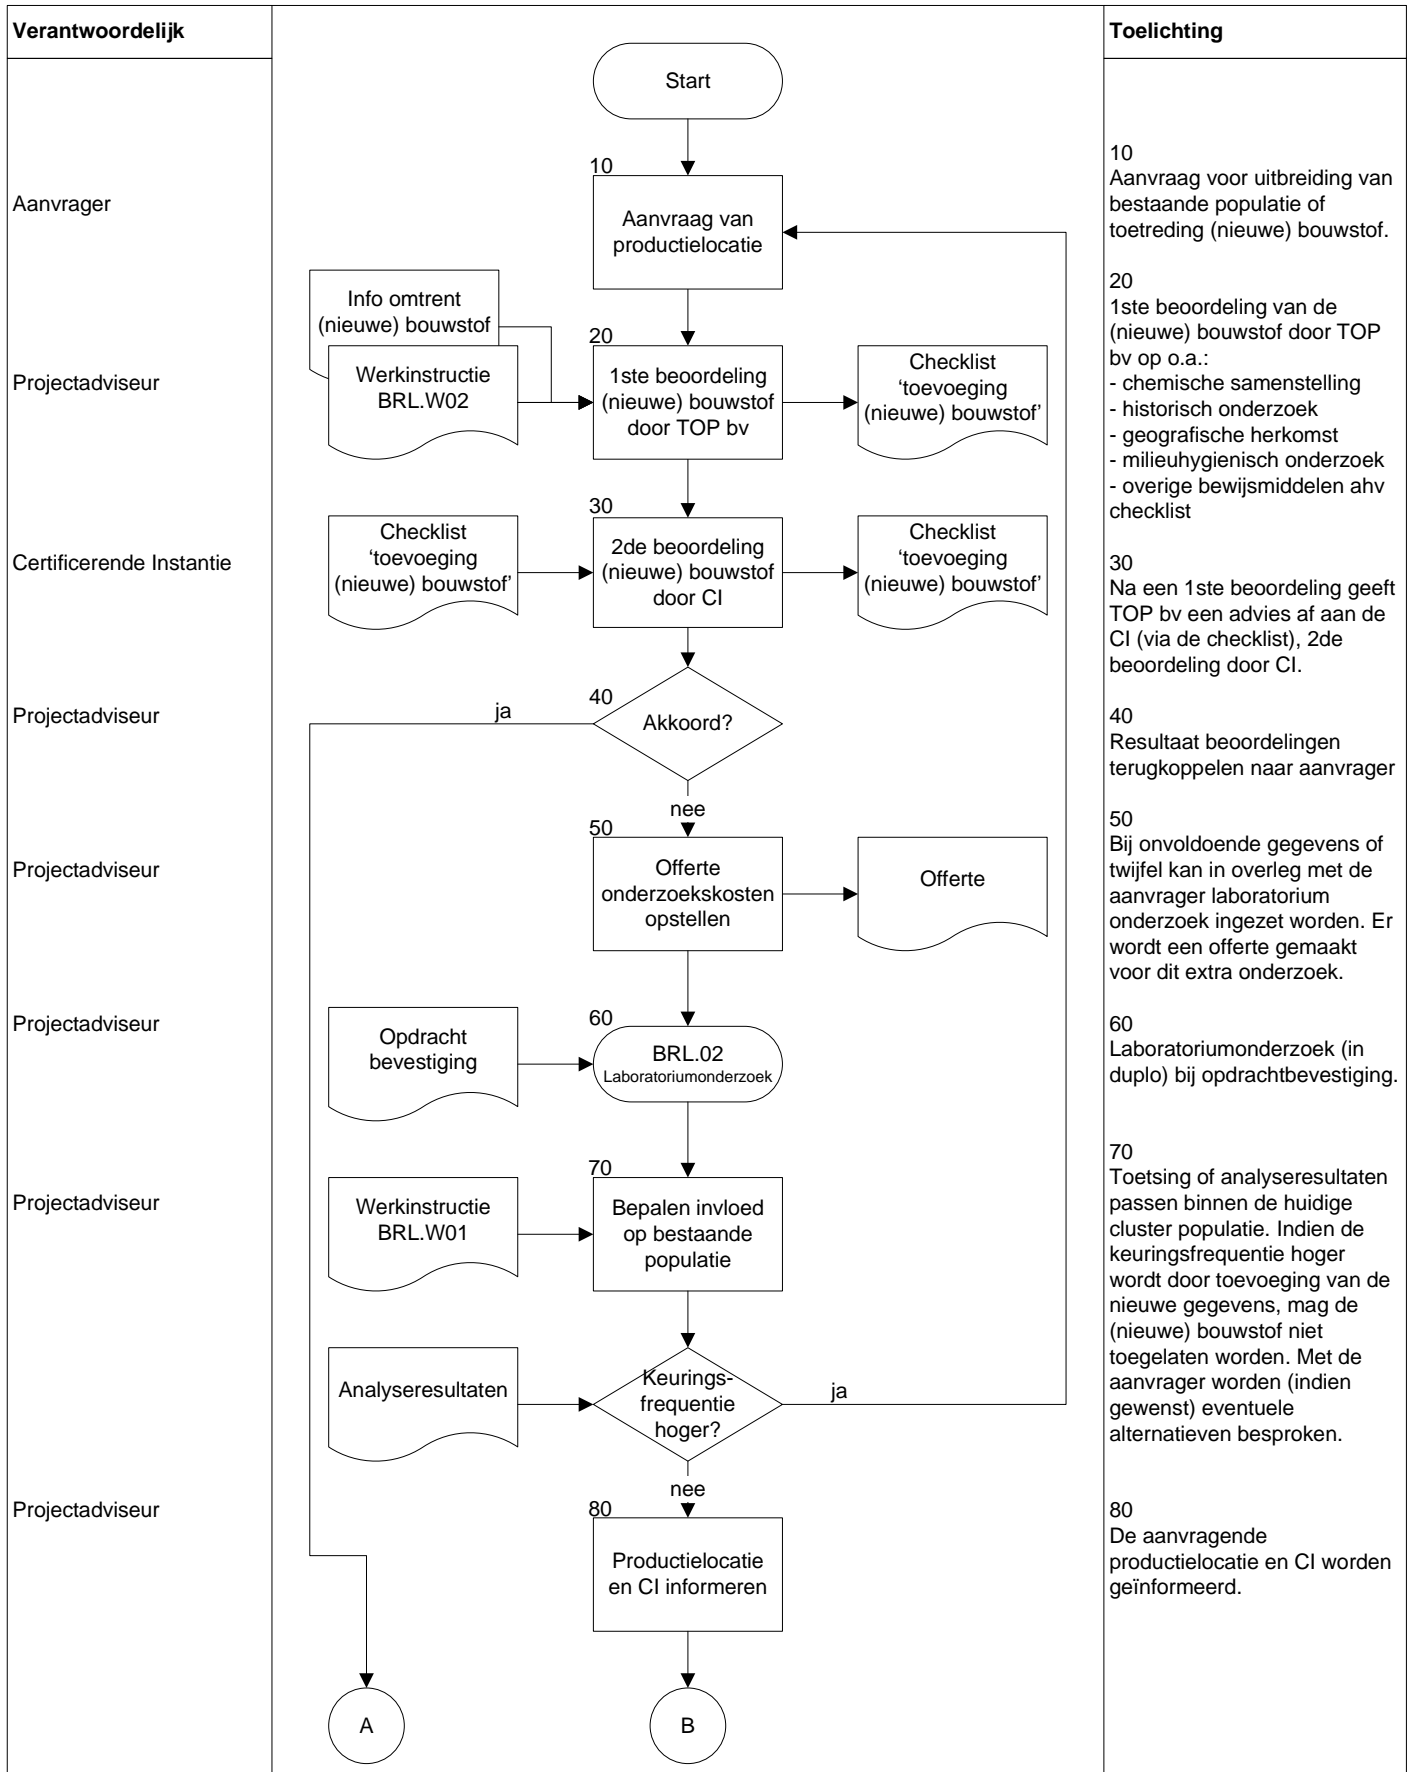 Verantwoordelijk
Toelichting
Start
10
Aanvrager
Aanvraag van
productielocatie
10
Aanvraag voor uitbreiding van
bestaande populatie of
toetreding (nieuwe) bouwstof.
Info omtrent
(nieuwe) bouwstof
20
Projectadviseur
Werkinstructie
BRL.W02
1ste beoordeling
(nieuwe) bouwstof
door TOP bv
Checklist
‘toevoeging
(nieuwe) bouwstof’
20
1ste beoordeling van de
(nieuwe) bouwstof door TOP
bv op o.a.:
- chemische samenstelling
- historisch onderzoek
- geografische herkomst
- milieuhygienisch onderzoek
- overige bewijsmiddelen ahv
checklist
30
Certificerende Instantie
Checklist
‘toevoeging
(nieuwe) bouwstof’
2de beoordeling
(nieuwe) bouwstof
door CI
Checklist
‘toevoeging
(nieuwe) bouwstof’
30
Na een 1ste beoordeling geeft
TOP bv een advies af aan de
CI (via de checklist), 2de
beoordeling door CI.
40
Projectadviseur
ja
Akkoord?
nee
40
Resultaat beoordelingen
terugkoppelen naar aanvrager
50
Projectadviseur
Offerte
onderzoekskosten
opstellen
Offerte
50
Bij onvoldoende gegevens of
twijfel kan in overleg met de
aanvrager laboratorium
onderzoek ingezet worden. Er
wordt een offerte gemaakt
voor dit extra onderzoek.
60
Projectadviseur
Opdracht
bevestiging
BRL.02
Laboratoriumonderzoek
60
Laboratoriumonderzoek (in
duplo) bij opdrachtbevestiging.
70
Projectadviseur
Werkinstructie
BRL.W01
Bepalen invloed
op bestaande
populatie
Analyseresultaten
Keurings-
frequentie
hoger?
ja
nee
70
Toetsing of analyseresultaten
passen binnen de huidige
cluster populatie. Indien de
keuringsfrequentie hoger
wordt door toevoeging van de
nieuwe gegevens, mag de
(nieuwe) bouwstof niet
toegelaten worden. Met de
aanvrager worden (indien
gewenst) eventuele
alternatieven besproken.
80
Projectadviseur
Productielocatie
en CI informeren
80
De aanvragende
productielocatie en CI worden
geïnformeerd.
A
B